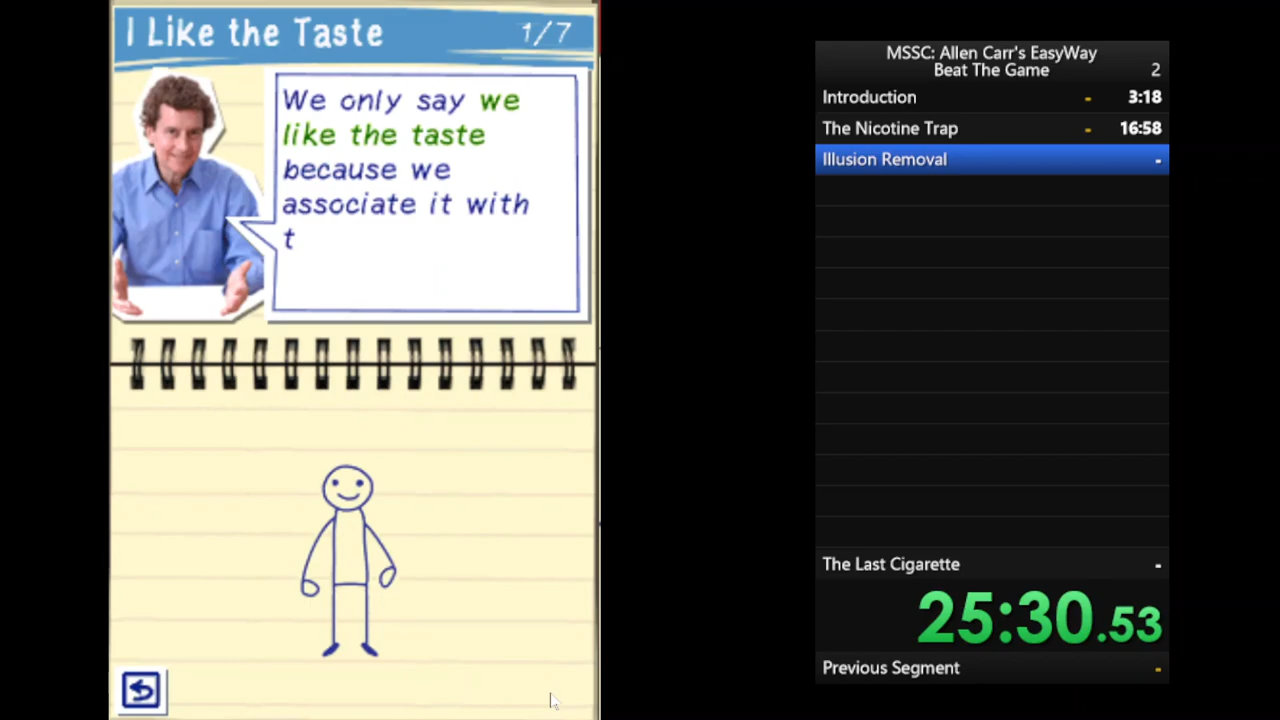 I Like the Taste 1/7
We only say we
like the taste
because we
associate it with
t
MSSC: Allen Carr's EasyWay
Beat The Game 2
Introduction - 3:18
The Nicotine Trap - 16:58
Illusion Removal -
The Last Cigarette -
25:30.53
Previous Segment -